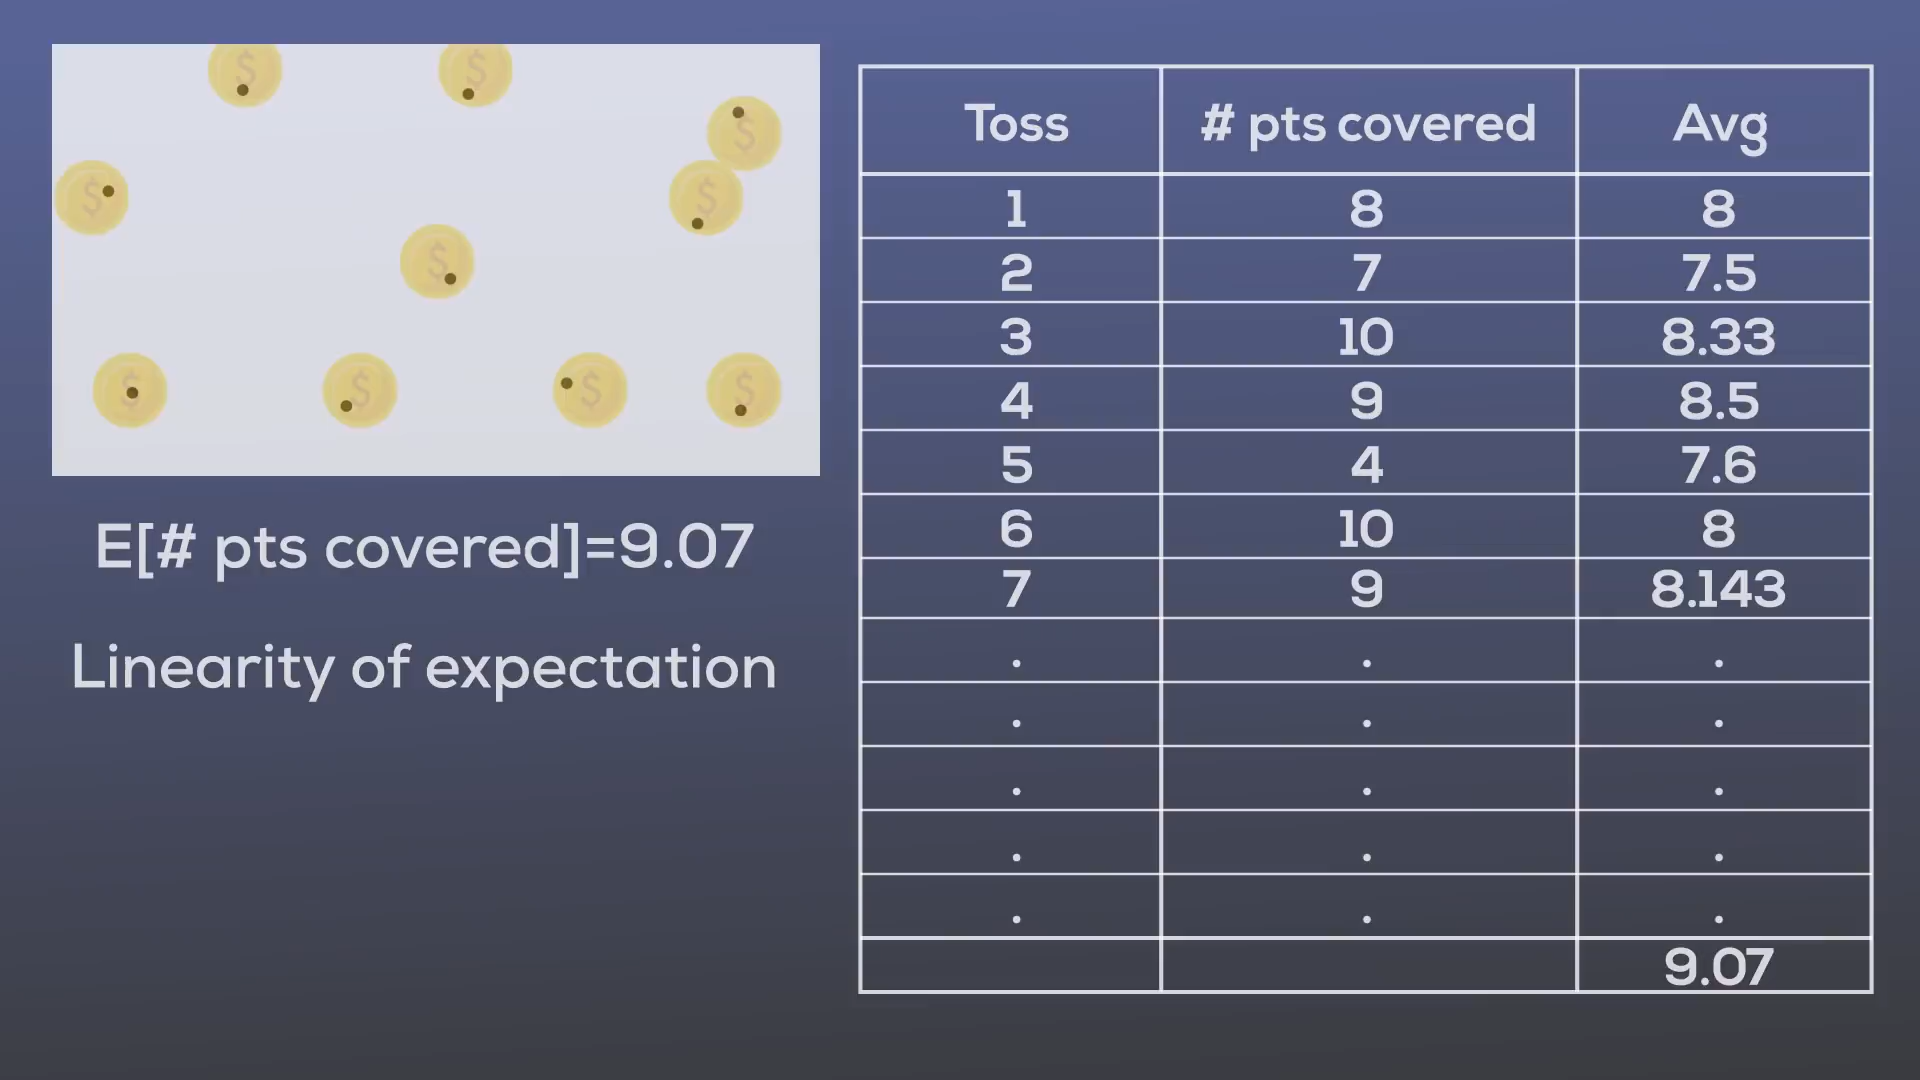 $ $
$
$ $
$
$ $ $ $
E[# pts covered]=9.07
Linearity of expectation
Toss # pts covered Avg
1 8 8
2 7 7.5
3 10 8.33
4 9 8.5
5 4 7.6
6 10 8
7 9 8.143
. . .
. . .
. . .
. . .
. . .
9.07